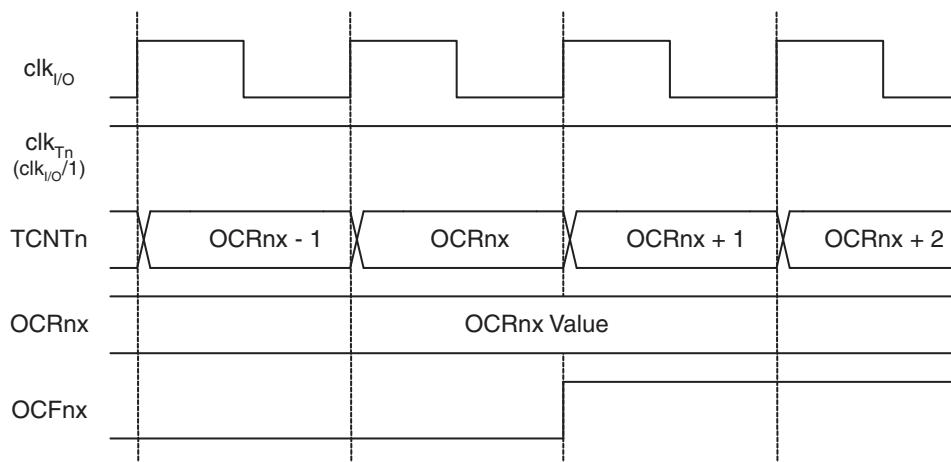 clkI/O
clkTn
(clkI/O/1)
TCNTn
OCRnx - 1
OCRnx
OCRnx + 1
OCRnx + 2
OCRnx
OCRnx Value
OCFnx